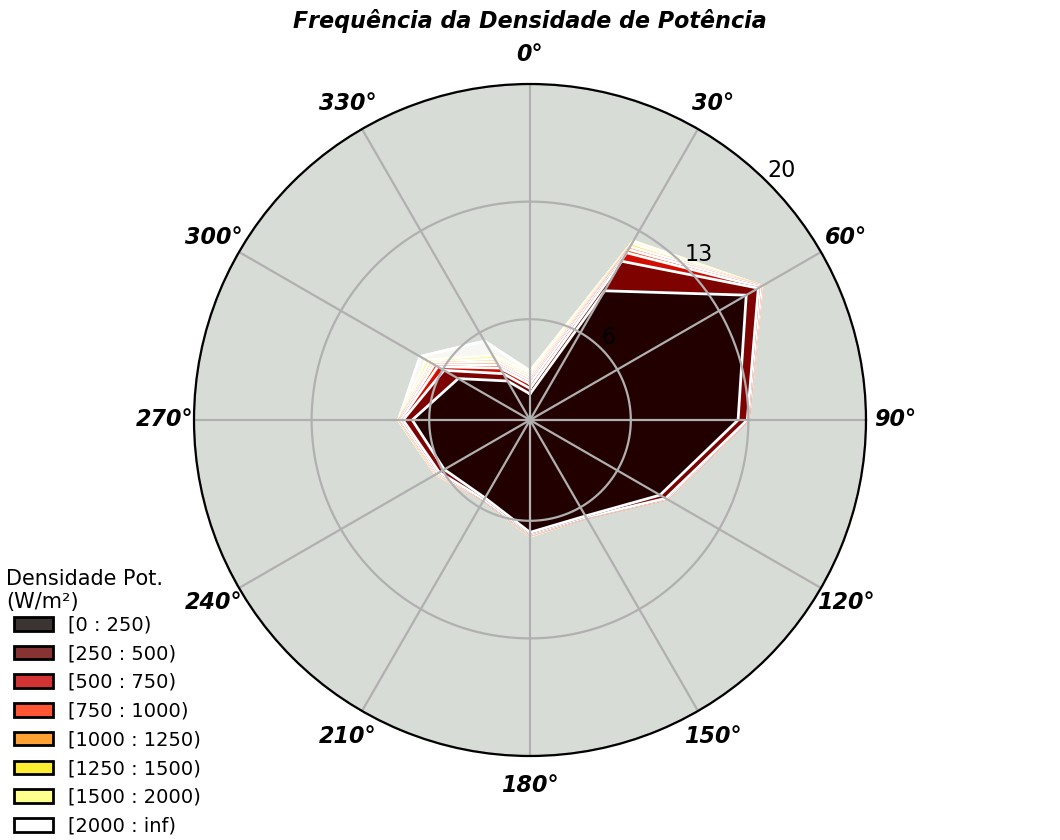 Frequência da Densidade de Potência
0°
330°
30°
20
300°
60°
13
6
270°
90°
240°
120°
210°
150°
180°
Densidade Pot.
(W/m²)
[0 : 250)
[250 : 500)
[500 : 750)
[750 : 1000)
[1000 : 1250)
[1250 : 1500)
[1500 : 2000)
[2000 : inf)